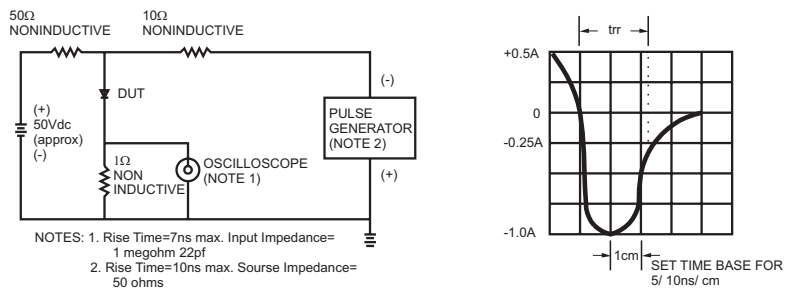 50Ω
NONINDUCTIVE
10Ω
NONINDUCTIVE
DUT
(+)
50Vdc
(approx)
(-)
1Ω
NON
INDUCTIVE
OSCILLOSCOPE
(NOTE 1)
(-)
PULSE
GENERATOR
(NOTE 2)
(+)
NOTES: 1. Rise Time=7ns max. Input Impedance=
1 megohm 22pf
2. Rise Time=10ns max. Sourse Impedance=
50 ohms
trr
+0.5A
0
-0.25A
-1.0A
1cm
SET TIME BASE FOR
5/ 10ns/ cm